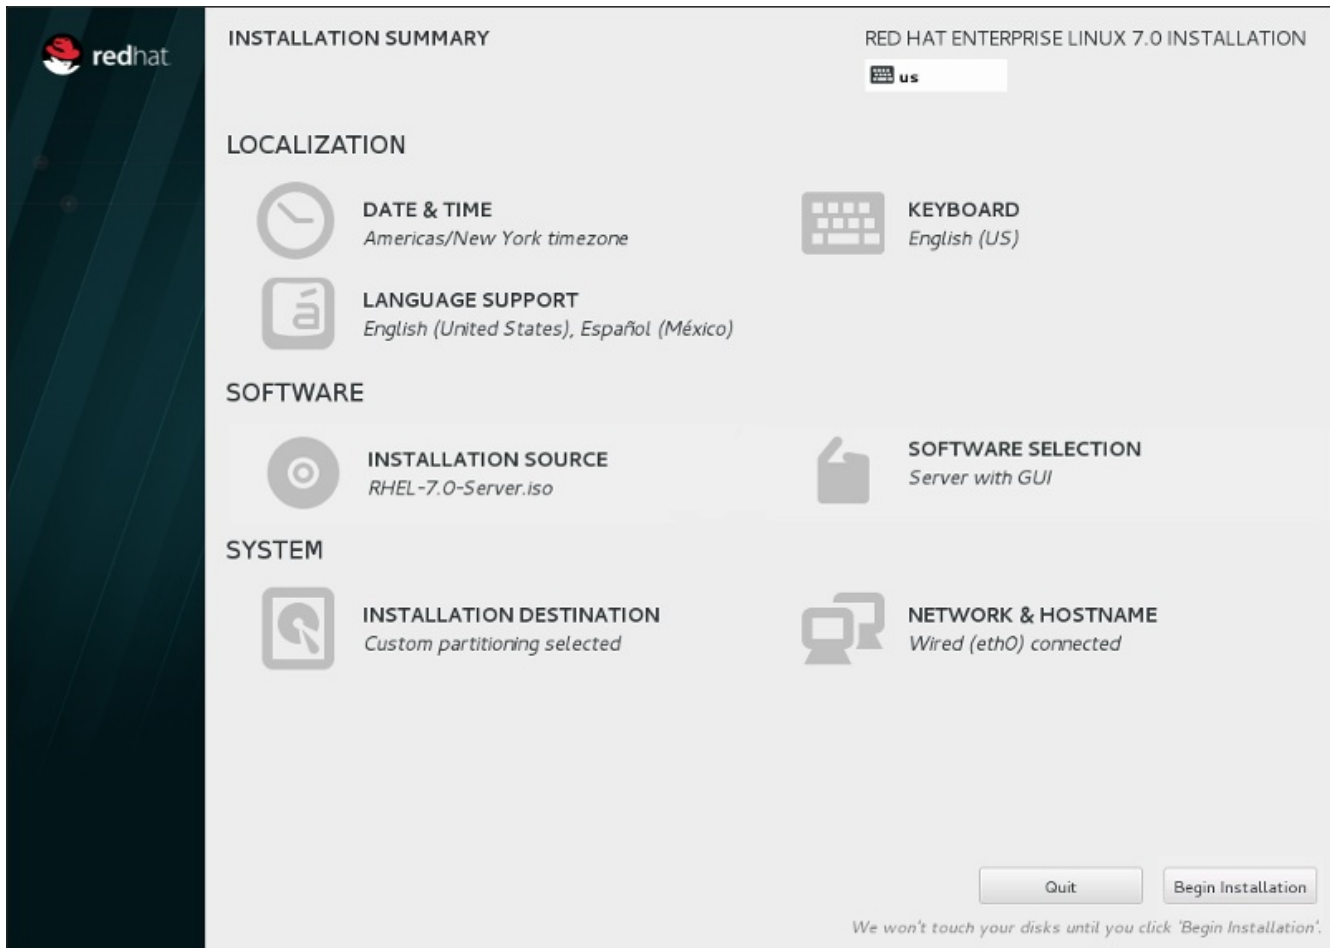 redhat
INSTALLATION SUMMARY
RED HAT ENTERPRISE LINUX 7.0 INSTALLATION
us
LOCALIZATION
DATE & TIME
Americas/New York timezone
KEYBOARD
English (US)
á
LANGUAGE SUPPORT
English (United States), Español (México)
SOFTWARE
INSTALLATION SOURCE
RHEL-7.0-Server.iso
SOFTWARE SELECTION
Server with GUI
SYSTEM
INSTALLATION DESTINATION
Custom partitioning selected
NETWORK & HOSTNAME
Wired (eth0) connected
Quit
Begin Installation
We won't touch your disks until you click 'Begin Installation'.